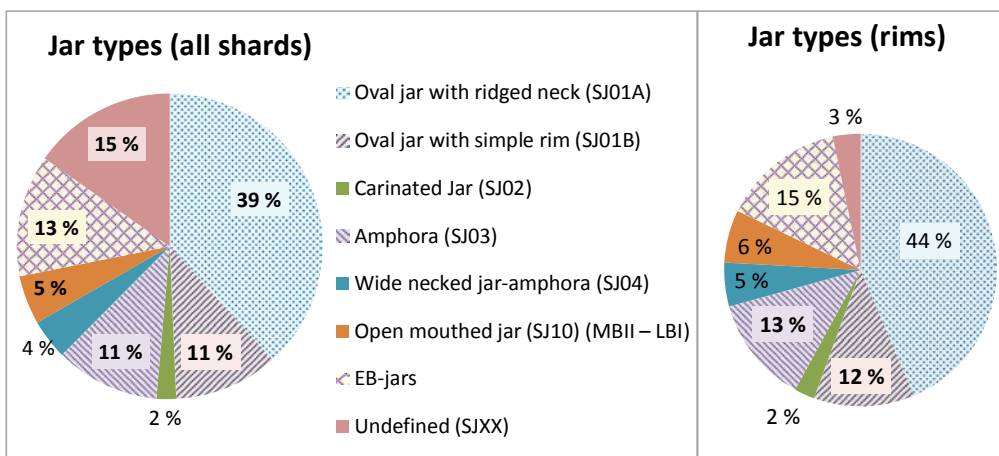 Jar types (all shards)
15 %
39 %
13 %
5 %
4 %
11 %
11 %
2 %
Oval jar with ridged neck (SJ01A)
Oval jar with simple rim (SJ01B)
Carinated Jar (SJ02)
Amphora (SJ03)
Wide necked jar-amphora (SJ04)
Open mouthed jar (SJ10) (MBII – LBI)
EB-jars
Undefined (SJXX)
Jar types (rims)
3 %
15 %
44 %
6 %
5 %
13 %
12 %
2 %